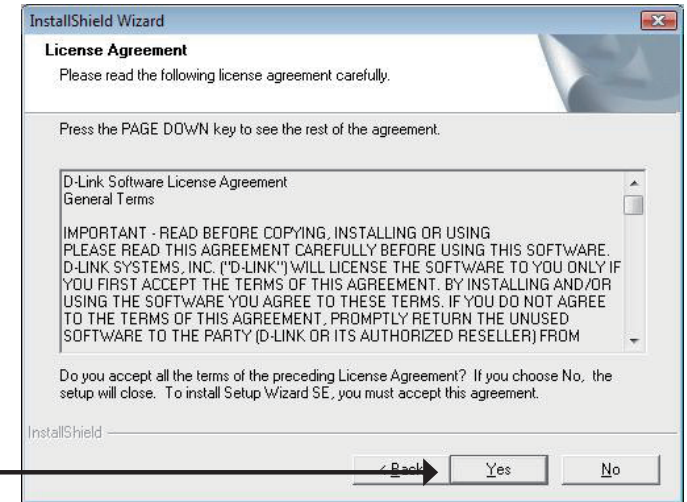 InstallShield Wizard
License Agreement
Please read the following license agreement carefully.
Press the PAGE DOWN key to see the rest of the agreement.
D-Link Software License Agreement
General Terms
IMPORTANT - READ BEFORE COPYING, INSTALLING OR USING
PLEASE READ THIS AGREEMENT CAREFULLY BEFORE USING THIS SOFTWARE.
D-LINK SYSTEMS, INC. ("D-LINK") WILL LICENSE THE SOFTWARE TO YOU ONLY IF
YOU FIRST ACCEPT THE TERMS OF THIS AGREEMENT. BY INSTALLING AND/OR
USING THE SOFTWARE YOU AGREE TO THESE TERMS. IF YOU DO NOT AGREE
TO THE TERMS OF THIS AGREEMENT, PROMPTLY RETURN THE UNUSED
SOFTWARE TO THE PARTY (D-LINK OR ITS AUTHORIZED RESELLER) FROM
Do you accept all the terms of the preceding License Agreement? If you choose No, the
setup will close. To install Setup Wizard SE, you must accept this agreement.
InstallShield
< Back Yes No